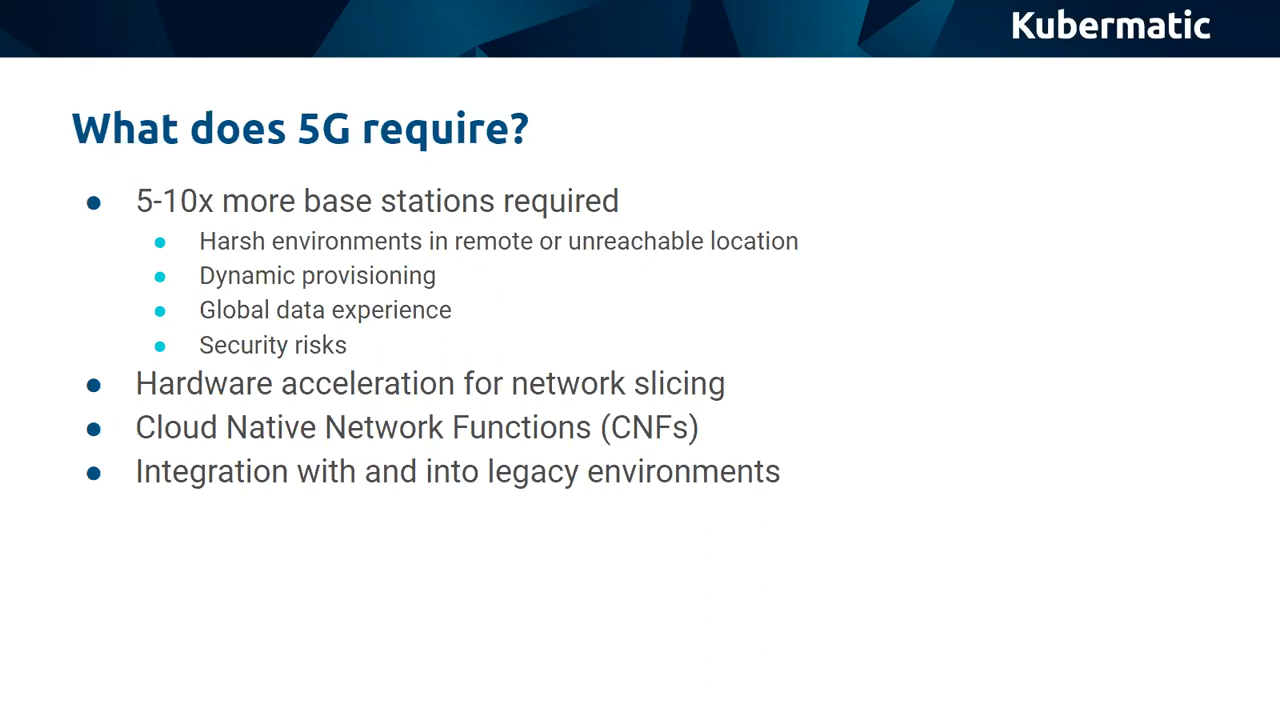 Kubermatic
What does 5G require?
● 5-10x more base stations required
● Harsh environments in remote or unreachable location
● Dynamic provisioning
● Global data experience
● Security risks
● Hardware acceleration for network slicing
● Cloud Native Network Functions (CNFs)
● Integration with and into legacy environments